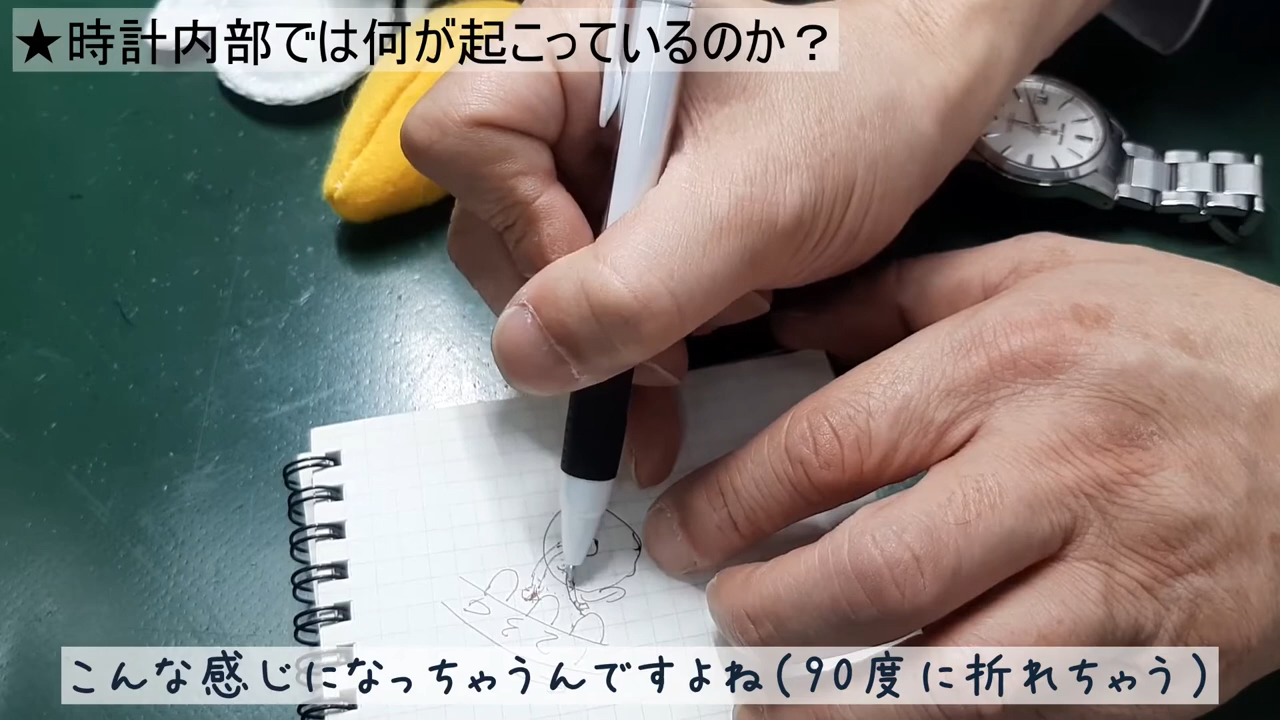 ★時計内部では何が起こっているのか？
こんな感じになっちゃうんですよね(90度に折れちゃう)